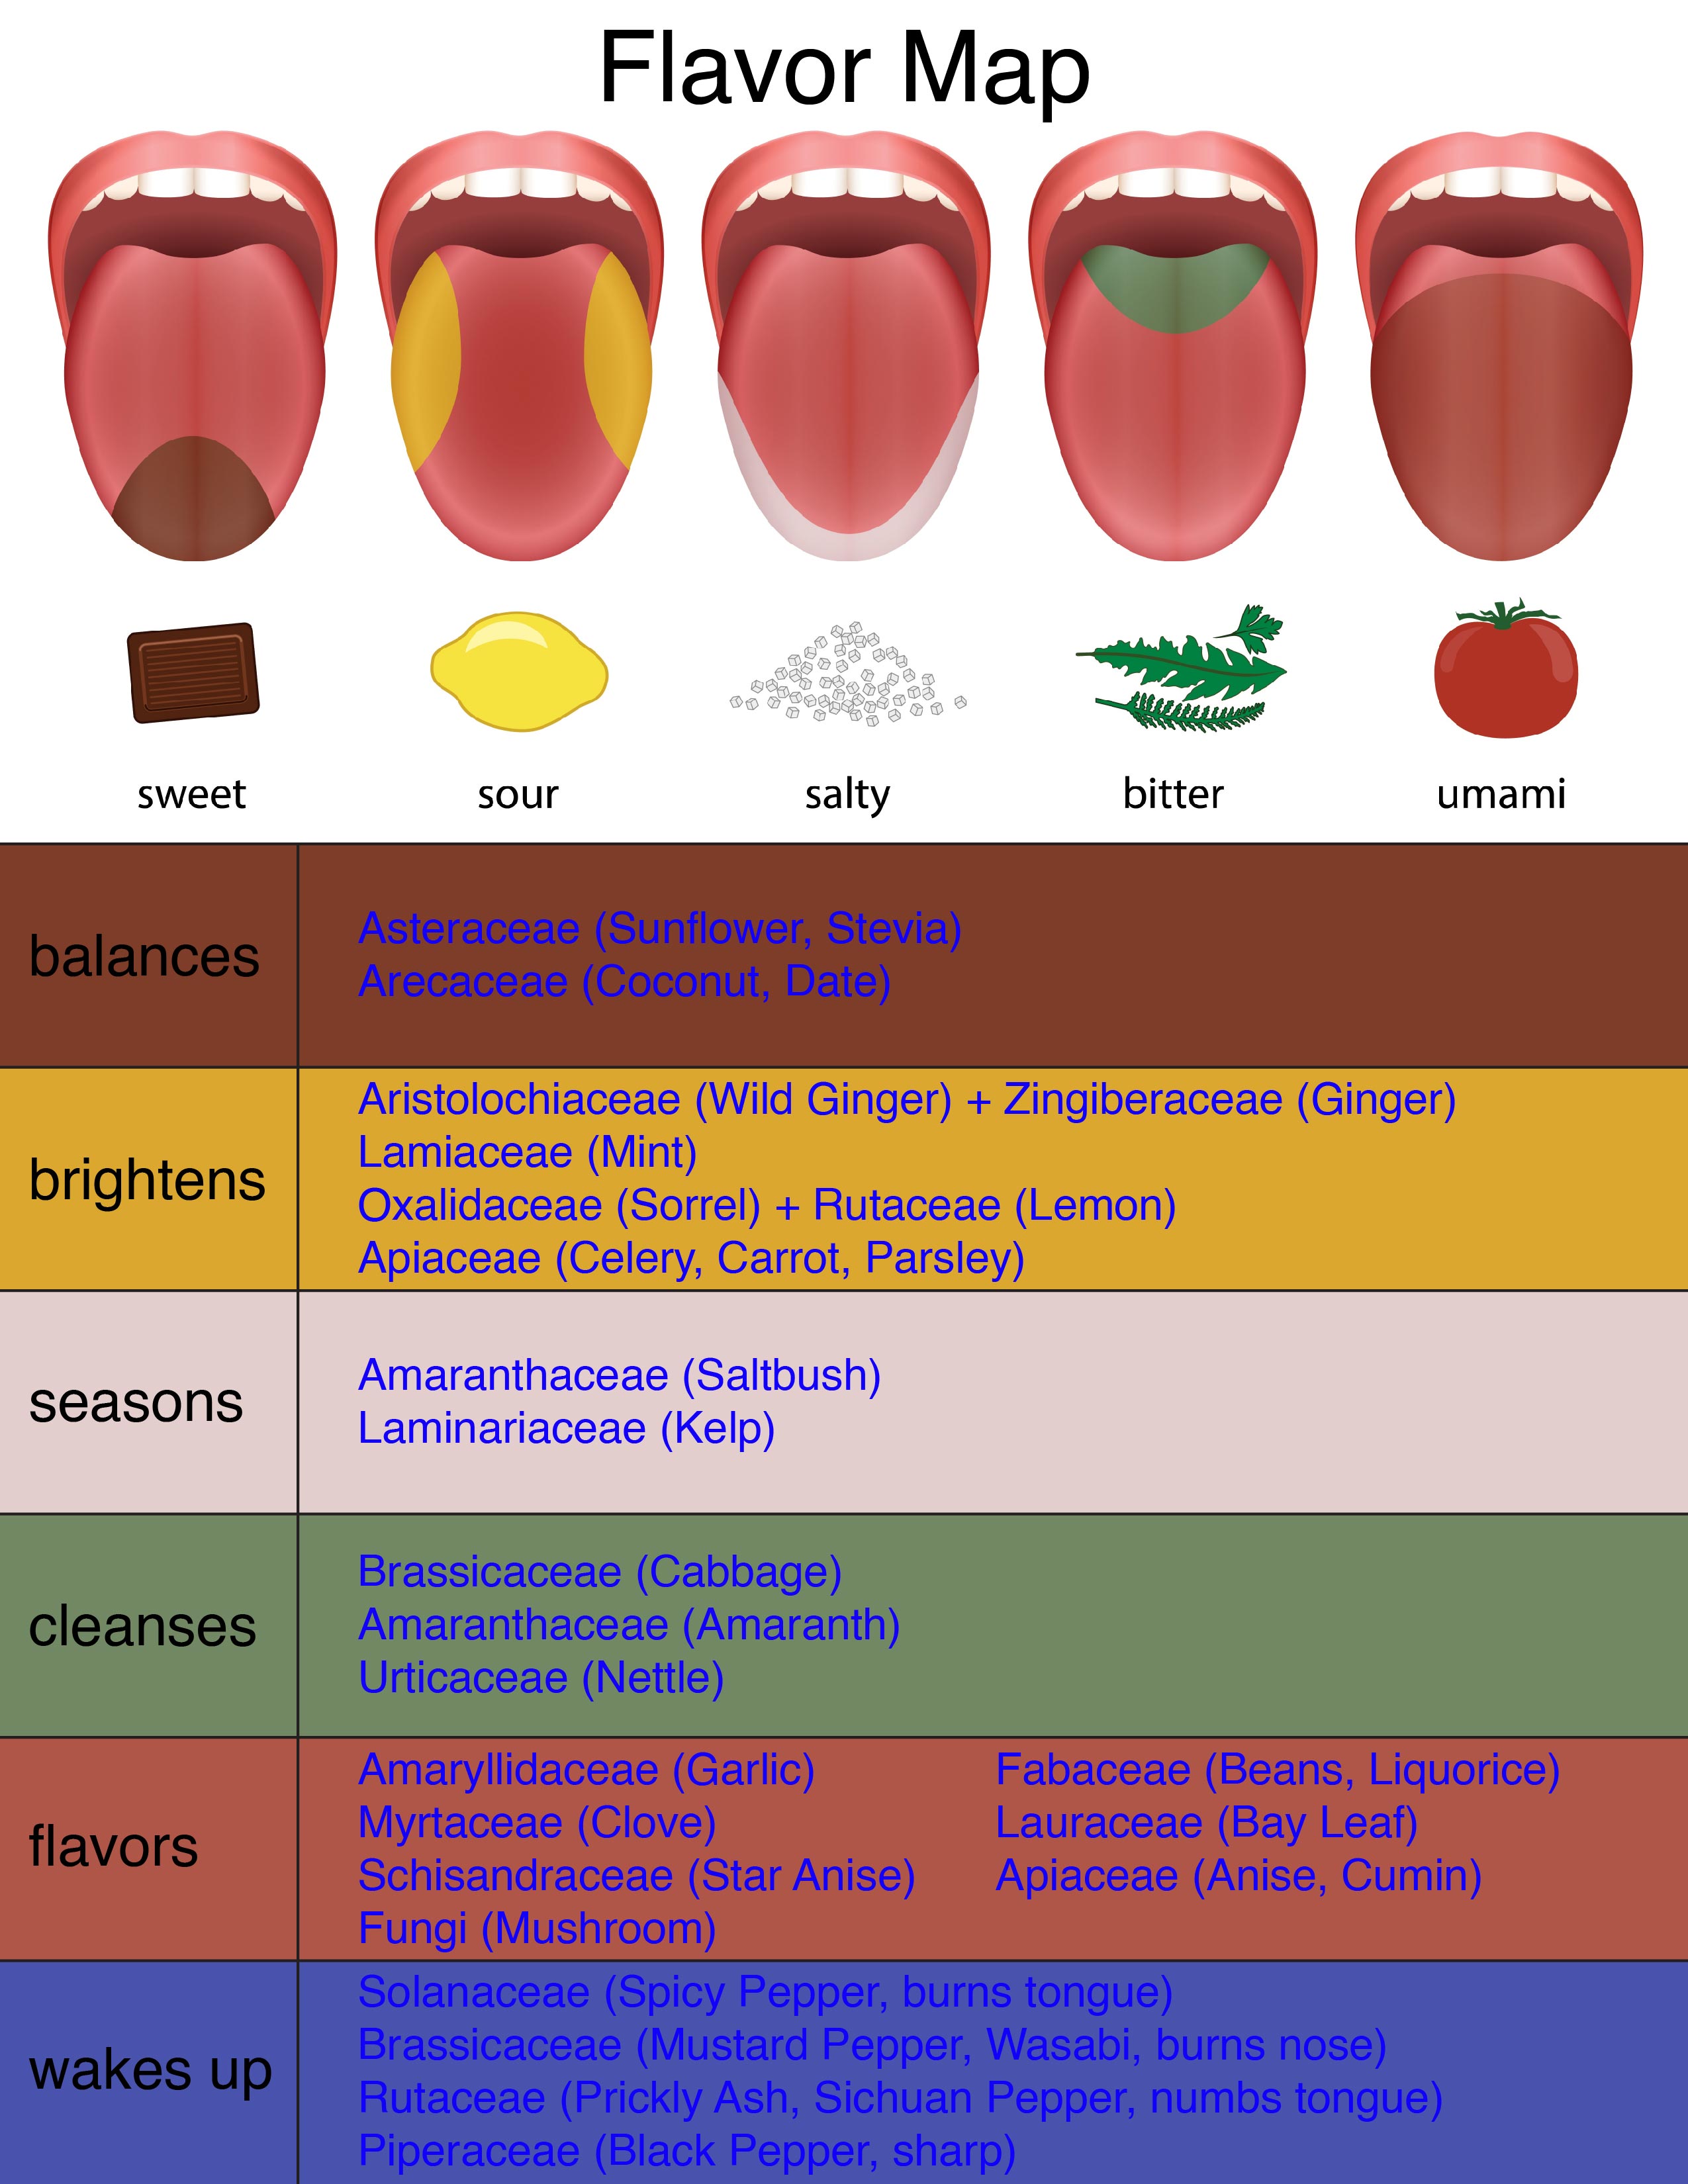 Flavor Map
sweet
sour
salty
bitter
umami
balances
Asteraceae (Sunflower, Stevia)
Arecaceae (Coconut, Date)
brightens
Aristolochiaceae (Wild Ginger) + Zingiberaceae (Ginger)
Lamiaceae (Mint)
Oxalidaceae (Sorrel) + Rutaceae (Lemon)
Apiaceae (Celery, Carrot, Parsley)
seasons
Amaranthaceae (Saltbush)
Laminariaceae (Kelp)
cleanses
Brassicaceae (Cabbage)
Amaranthaceae (Amaranth)
Urticaceae (Nettle)
flavors
Amaryllidaceae (Garlic)
Myrtaceae (Clove)
Schisandraceae (Star Anise)
Fungi (Mushroom)
Fabaceae (Beans, Liquorice)
Lauraceae (Bay Leaf)
Apiaceae (Anise, Cumin)
wakes up
Solanaceae (Spicy Pepper, burns tongue)
Brassicaceae (Mustard Pepper, Wasabi, burns nose)
Rutaceae (Prickly Ash, Sichuan Pepper, numbs tongue)
Piperaceae (Black Pepper, sharp)